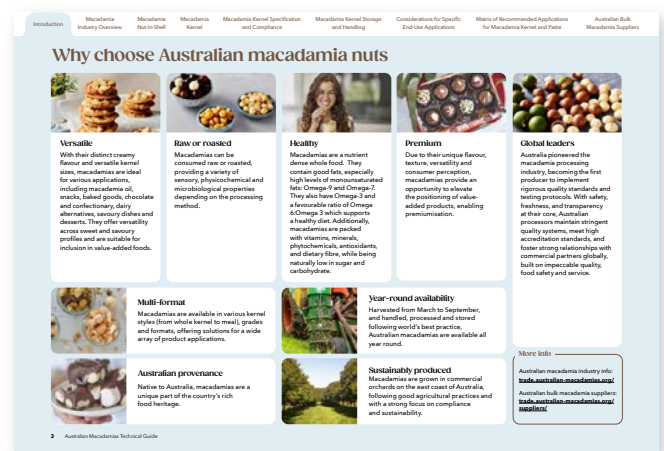 Introduction
Macadamia
Industry Overview
Macadamia
Nut-In-Shell
Macadamia
Kernel
Macadamia Kernel Specification
and Compliance
Macadamia Kernel Storage
and Handling
Considerations for Specific
End-Use Applications
Matrix of Recommended Applications
for Macadamia Kernel and Paste
Australian Bulk
Macadamia Suppliers
Why choose Australian macadamia nuts
Versatile
With their distinct creamy
flavour and versatile kernel
sizes, macadamias are ideal
for various applications,
including macadamia oil,
snacks, baked goods, chocolate
and confectionery, dairy
alternatives, savoury dishes and
desserts. They offer versatility
across sweet and savoury
profiles and are suitable for
inclusion in value-added foods.
Raw or roasted
Macadamias can be
consumed raw or roasted,
providing a variety of
sensory, physicochemical and
microbiological properties
depending on the processing
method.
Healthy
Macadamias are a nutrient
dense whole food. They
contain good fats, especially
high levels of monounsaturated
fats: Omega-9 and Omega-7.
They also have Omega-3 and
a favourable ratio of Omega
6:Omega 3 which supports
a healthy diet. Additionally,
macadamias are packed
with vitamins, minerals,
phytochemicals, antioxidants,
and dietary fibre, while being
naturally low in sugar and
carbohydrate.
Premium
Due to their unique flavour,
texture, versatility and
consumer perception,
macadamias provide an
opportunity to elevate
the positioning of value-
added products, enabling
premiumisation.
Global leaders
Australia pioneered the
macadamia processing
industry, becoming the first
producer to implement
rigorous quality standards and
testing protocols. With safety,
freshness, and transparency
at their core, Australian
processors maintain stringent
quality systems, meet high
accreditation standards, and
foster strong relationships with
commercial partners globally,
built on impeccable quality,
food safety and service.
Multi-format
Macadamias are available in various kernel
styles (from whole kernel to meal), grades
and formats, offering solutions for a wide
array of product applications.
Year-round availability
Harvested from March to September,
and handled, processed and stored
following world's best practice,
Australian macadamias are available all
year round.
Australian provenance
Native to Australia, macadamias are a
unique part of the country's rich
food heritage.
Sustainably produced
Macadamias are grown in commercial
orchards on the east coast of Australia,
following good agricultural practices and
with a strong focus on compliance
and sustainability.
More info
Australian macadamia industry info:
trade.australian-macadamias.org/
Australian bulk macadamia suppliers:
trade.australian-macadamias.org/
suppliers/
3 Australian Macadamias Technical Guide